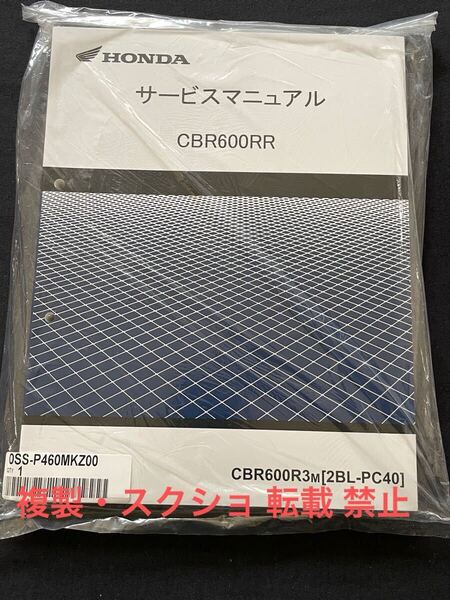 HONDA
サービスマニュアル
CBR600RR
0SS-P460MKZ00
QTY 1
CBR600R3M[2BL-PC40]
複製・スクショ 転載 禁止